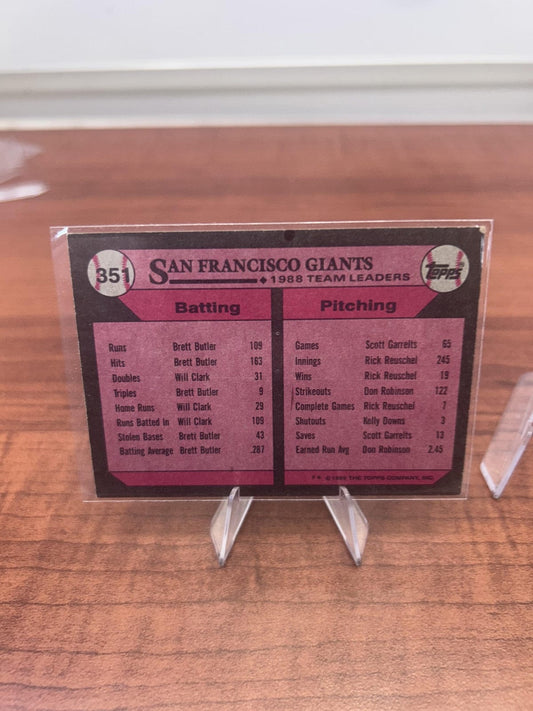 351
SAN FRANCISCO GIANTS
◆ 1988 TEAM LEADERS
TOPPS
Batting
Runs Brett Butler 109
Hits Brett Butler 163
Doubles Will Clark 31
Triples Brett Butler 9
Home Runs Will Clark 29
Runs Batted In Will Clark 109
Stolen Bases Brett Butler 43
Batting Average Brett Butler .287
Pitching
Games Scott Garrelts 65
Innings Rick Reuschel 245
Wins Rick Reuschel 19
Strikeouts Don Robinson 122
Complete Games Rick Reuschel 7
Shutouts Kelly Downs 3
Saves Scott Garrelts 13
Earned Run Avg Don Robinson 2.45
© 1989 THE TOPPS COMPANY, INC.